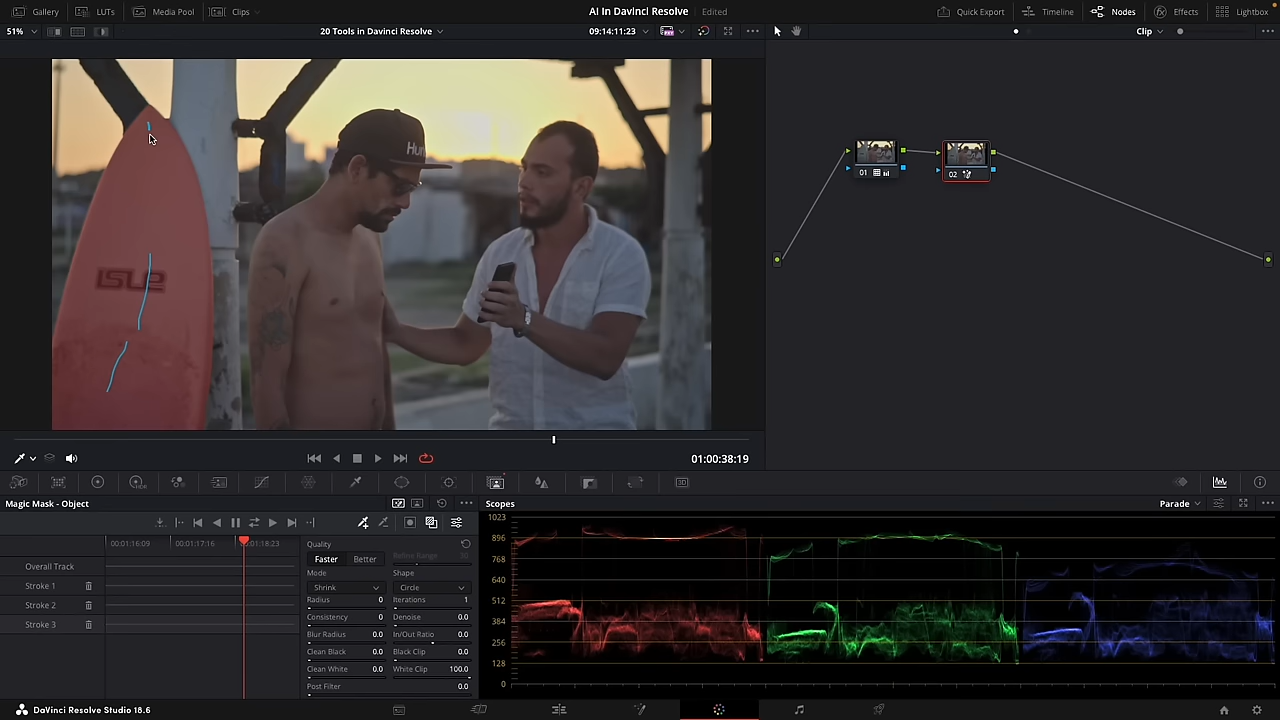 Gallery LUTs Media Pool Clips AI In Davinci Resolve Edited Quick Export Timeline Nodes Effects Lightbox
51% 20 Tools in Davinci Resolve 09:14:11:23 Clip
Hur
ISLE
01 02
01:00:38:19
Magic Mask - Object
Scopes Parade
00:01:16:09 00:01:17:16 01:18:23
Overall Track
Stroke 1
Stroke 2
Stroke 3
Quality
Faster Better Refine Range
Mode Shape
Shrink Circle
Radius 0 Iterations 1
Consistency 0 Denoise 0.0
Blur Radius 0.0 In/Out Ratio 0.0
Clean Black 0.0 Black Clip 0.0
Clean White 0.0 White Clip 100.0
Post Filter 0.0
1023
896
768
640
512
384
256
128
0
DaVinci Resolve Studio 18.6